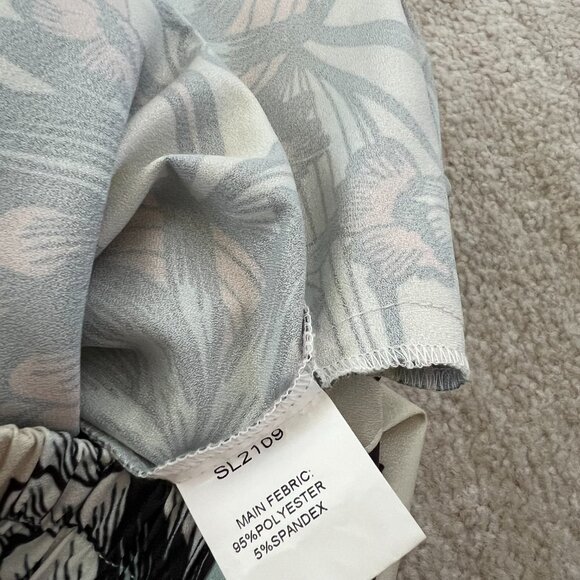 SL2109
MAIN FEBRIC:
95%POLYESTER
5%SPANDEX